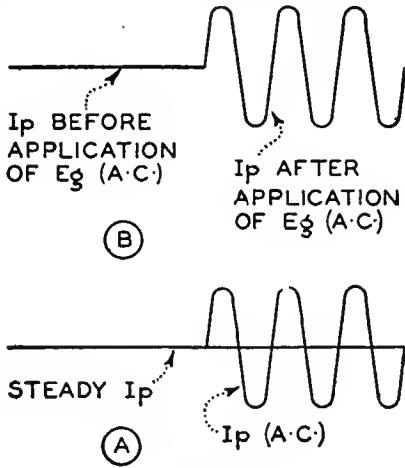 Ip BEFORE
APPLICATION
OF Eg (A·C·)
Ip AFTER
APPLICATION
OF Eg (A·C·)
B
STEADY Ip
Ip (A·C·)
A